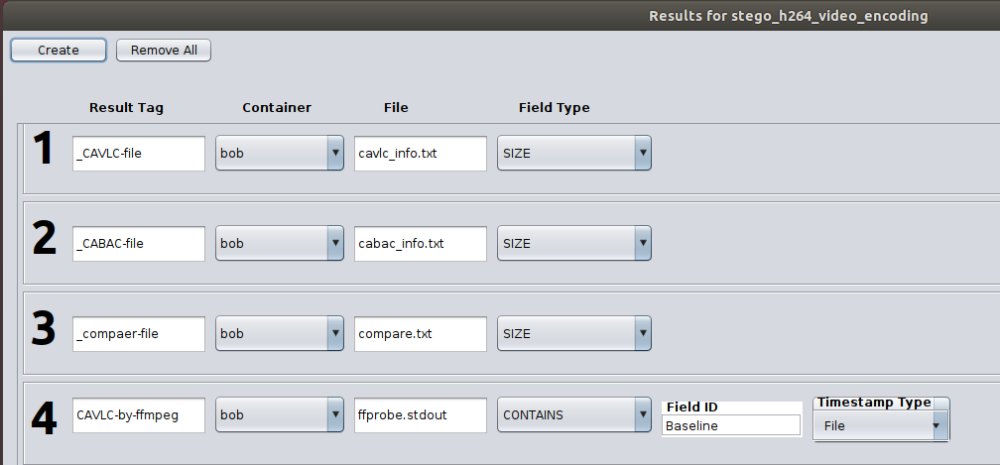 Results for stego_h264_video_encoding
Create Remove All
Result Tag Container File Field Type
1 _CAVLC-file bob cavlc_info.txt SIZE
2 _CABAC-file bob cabac_info.txt SIZE
3 _compaer-file bob compare.txt SIZE
Field ID Timestamp Type
4 CAVLC-by-ffmpeg bob ffprobe.stdout CONTAINS Baseline File